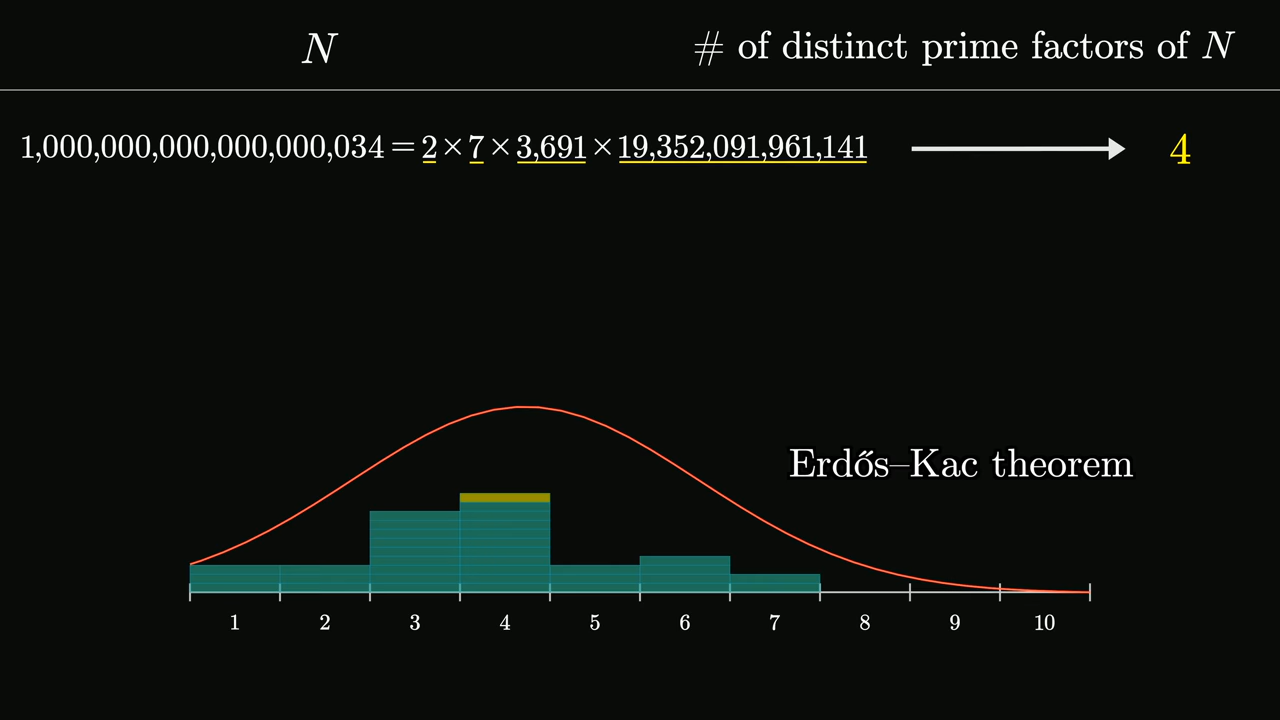 N # of distinct prime factors of N
1,000,000,000,000,000,034 = 2 × 7 × 3,691 × 19,352,091,961,141 4
Erdős–Kac theorem
1 2 3 4 5 6 7 8 9 10